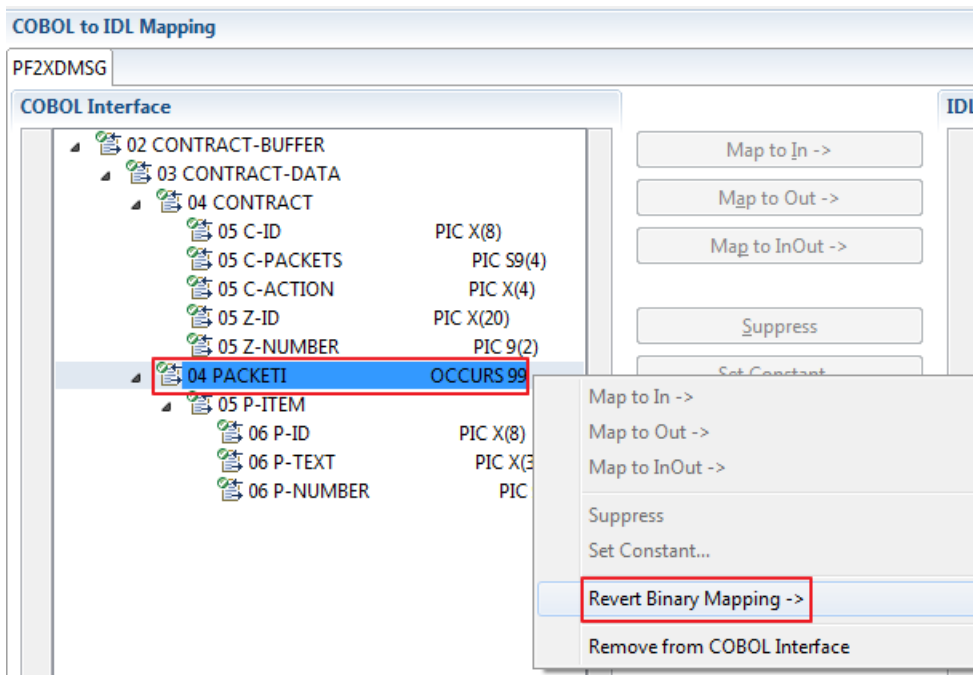 COBOL to IDL Mapping
PF2XDMSG
COBOL Interface
IDL
02 CONTRACT-BUFFER
03 CONTRACT-DATA
04 CONTRACT
05 C-ID PIC X(8)
05 C-PACKETS PIC S9(4)
05 C-ACTION PIC X(4)
05 Z-ID PIC X(20)
05 Z-NUMBER PIC 9(2)
04 PACKETI OCCURS 99
05 P-ITEM
06 P-ID PIC X(8)
06 P-TEXT PIC X(3
06 P-NUMBER PIC
Map to In ->
Map to Out ->
Map to InOut ->
Suppress
Set Constant...
Map to In ->
Map to Out ->
Map to InOut ->
Suppress
Set Constant...
Revert Binary Mapping ->
Remove from COBOL Interface